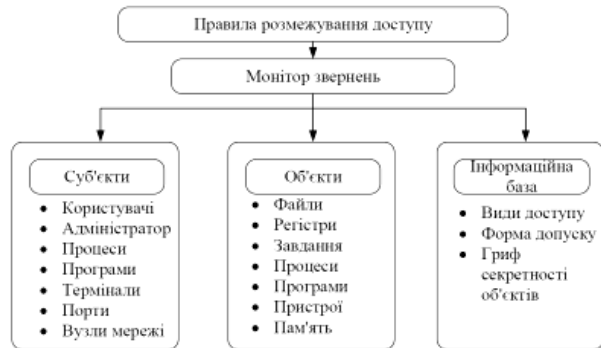 Правила розмежування доступу
Монітор звернень
Суб'єкти
• Користувачі
• Адміністратор
• Процеси
• Програми
• Термінали
• Порти
• Вузли мережі
Об'єкти
• Файли
• Регістри
• Завдання
• Процеси
• Програми
• Пристрої
• Пам'ять
Інформаційна
база
• Види доступу
• Форма допуску
• Гриф
секретності
об'єктів